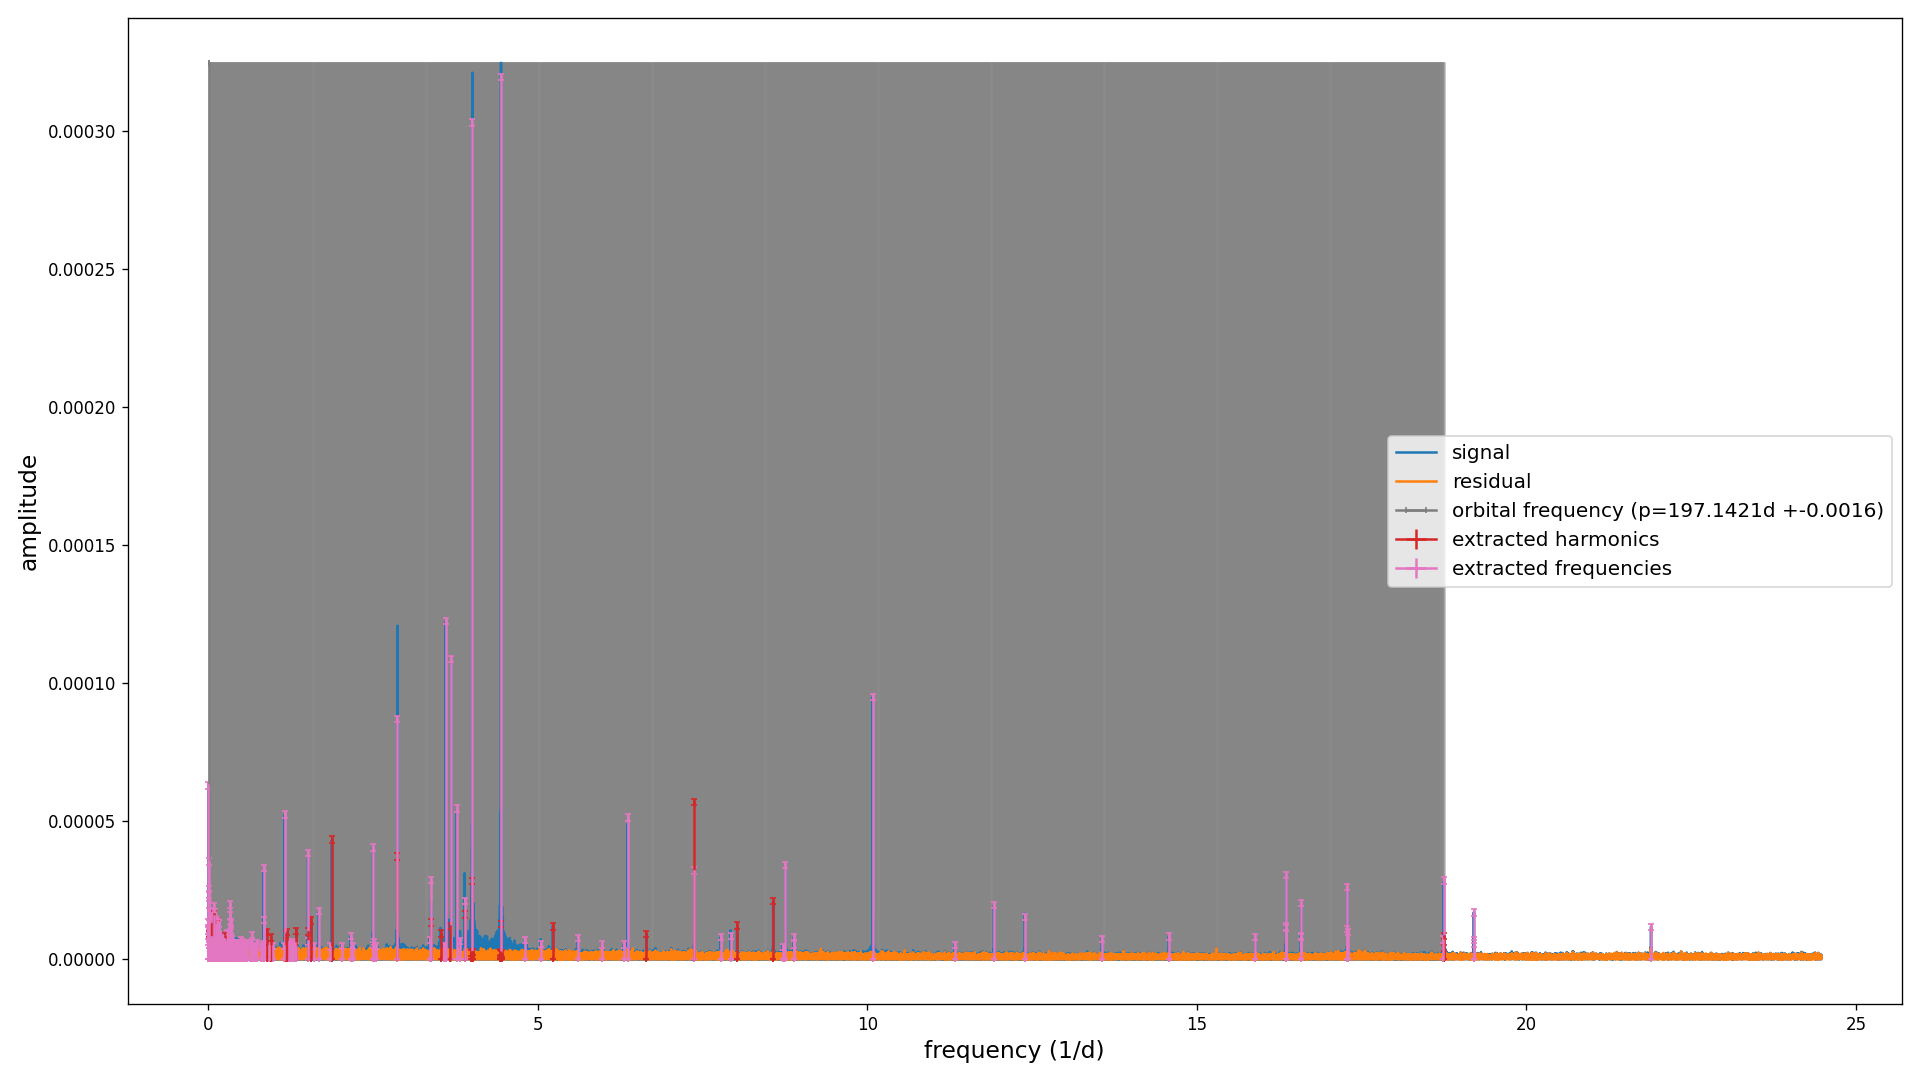 0.00030
0.00025
0.00020
0.00015
0.00010
0.00005
0.00000
amplitude
signal
residual
orbital frequency (p=197.1421d +-0.0016)
extracted harmonics
extracted frequencies
0 5 10 15 20 25
frequency (1/d)